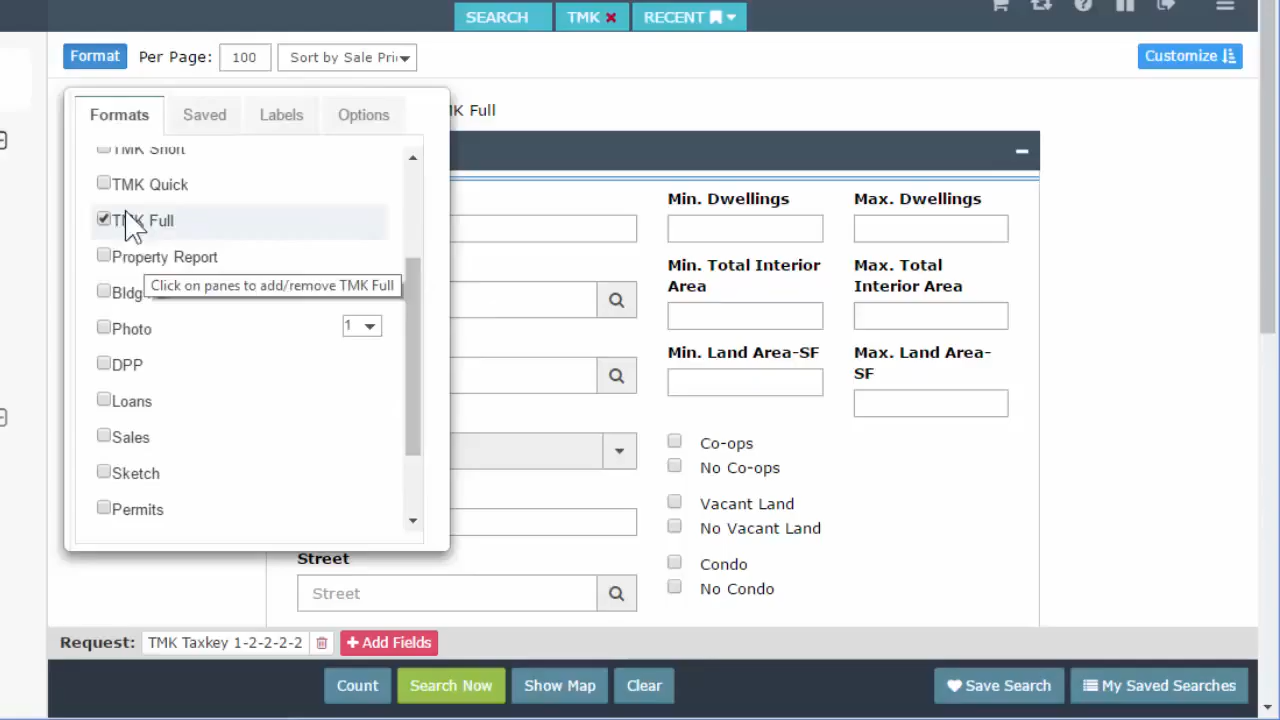 SEARCH TMK RECENT
Format Per Page: 100 Sort by Sale Pri Customize
Formats Saved Labels Options
MK Full
TMK Short
TMK Quick
TMK Full
Property Report
Click on panes to add/remove TMK Full
Bldg
Photo 1
DPP
Loans
Sales
Sketch
Permits
Min. Dwellings Max. Dwellings
Min. Total Interior
Area
Max. Total
Interior Area
Min. Land Area-SF
Max. Land Area-
SF
Co-ops
No Co-ops
Vacant Land
No Vacant Land
Condo
No Condo
Street
Street
Request: TMK Taxkey 1-2-2-2-2 Add Fields
Count Search Now Show Map Clear Save Search My Saved Searches